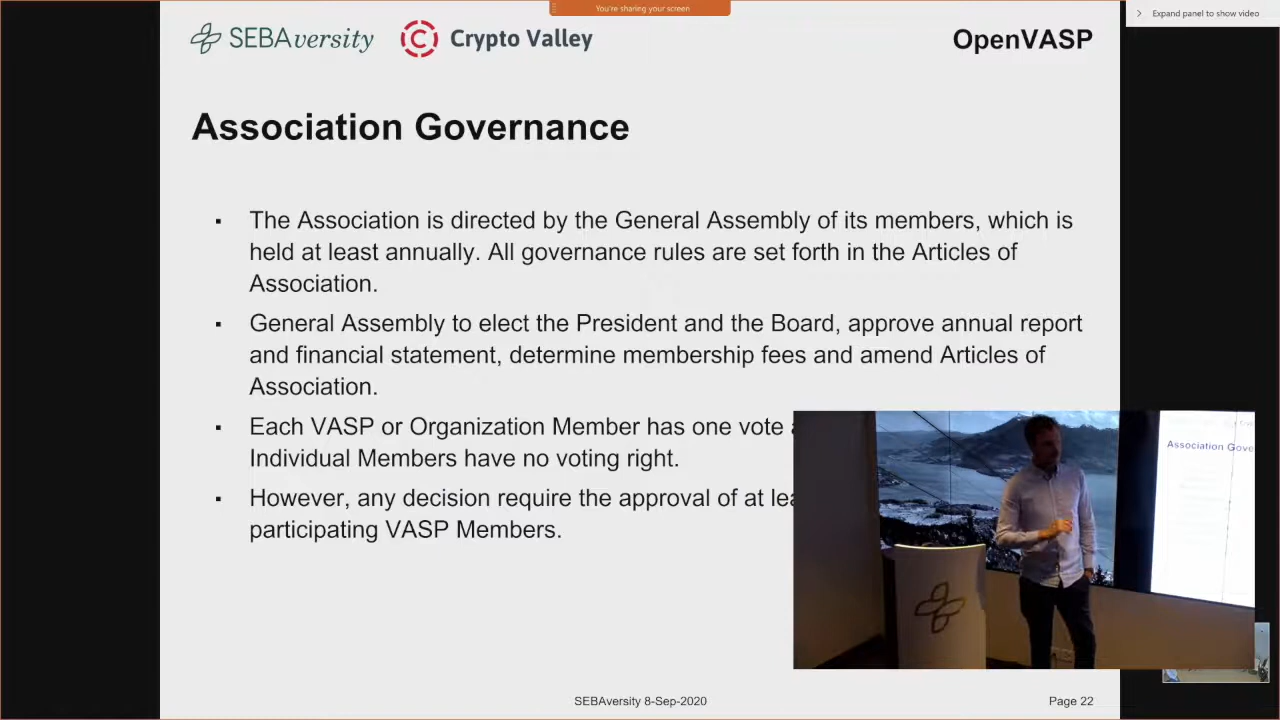 You're sharing your screen
Expand panel to show video
SEBAversity Crypto Valley OpenVASP
Association Governance
▪ The Association is directed by the General Assembly of its members, which is
held at least annually. All governance rules are set forth in the Articles of
Association.
▪ General Assembly to elect the President and the Board, approve annual report
and financial statement, determine membership fees and amend Articles of
Association.
▪ Each VASP or Organization Member has one vote
Individual Members have no voting right.
▪ However, any decision require the approval of at
participating VASP Members.
Association Gove
SEBAversity 8-Sep-2020 Page 22